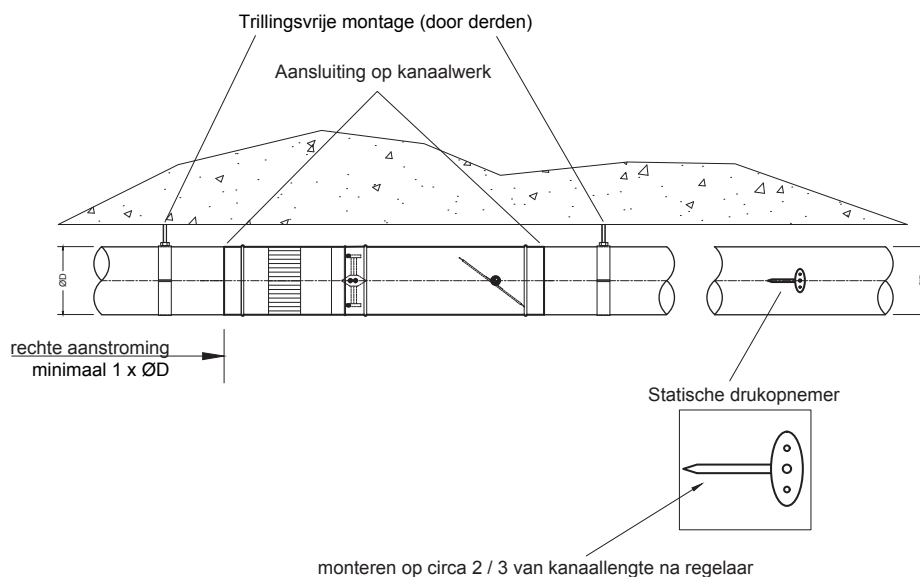 Trillingsvrije montage (door derden)
Aansluiting op kanaalwerk
ØD
rechte aanstroming
minimaal 1 x ØD
Statische drukopnemer
monteren op circa 2 / 3 van kanaallengte na regelaar